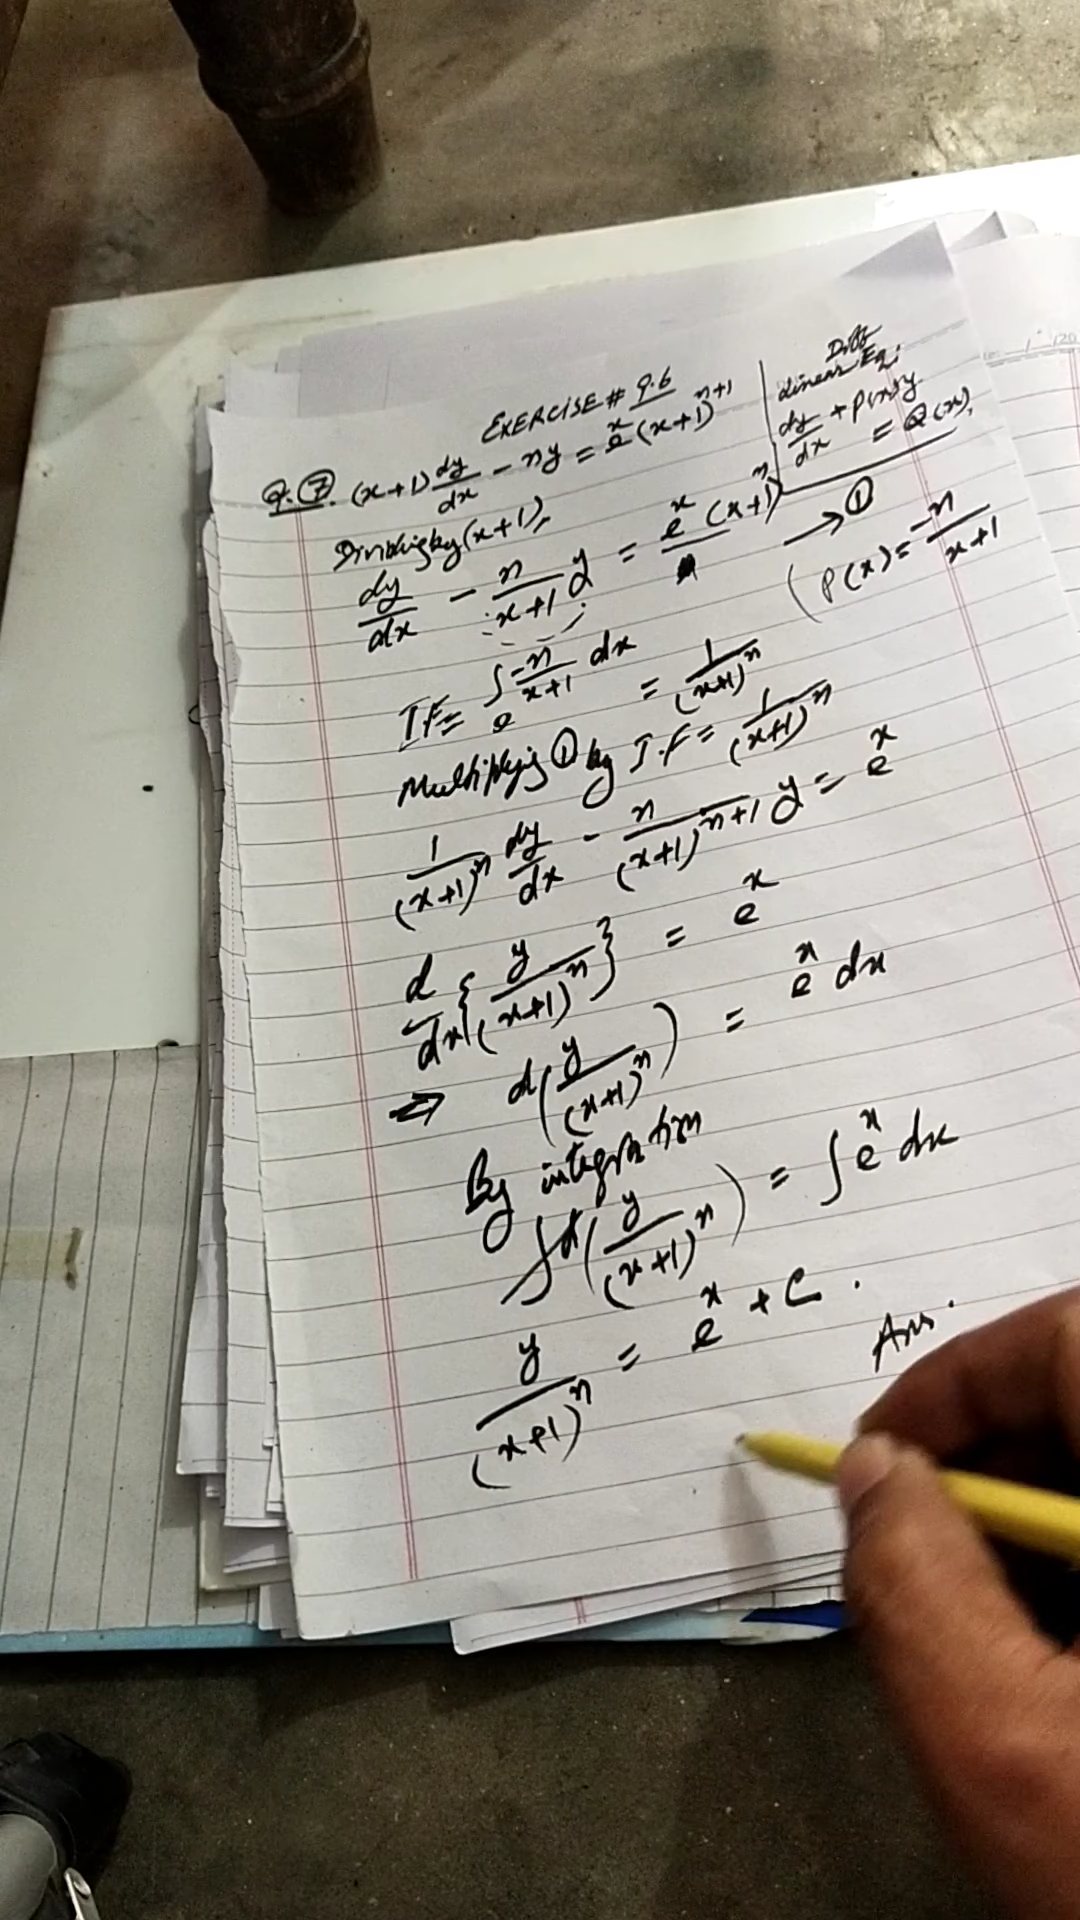 EXERCISE # 9.6
Q.⑦. (x+1) dy/dx - ny = e^x (x+1)^(n+1)
Diff
Linear Eq.
dy/dx + P(x)y
= Q(x).
Dividing by (x+1),
dy/dx - n/(x+1) y = e^x (x+1)^n → ①
(P(x) = -n/(x+1)
I.F = e^(∫ -n/(x+1) dx) = 1/(x+1)^n
Multiplying ① by I.F = 1/(x+1)^n
1/(x+1)^n dy/dx - n/(x+1)^(n+1) y = e^x
d/dx { y/(x+1)^n } = e^x
⇒ d( y/(x+1)^n ) = e^x dx
By integration
∫ d( y/(x+1)^n ) = ∫ e^x dx
y/(x+1)^n = e^x + C .
Ans.